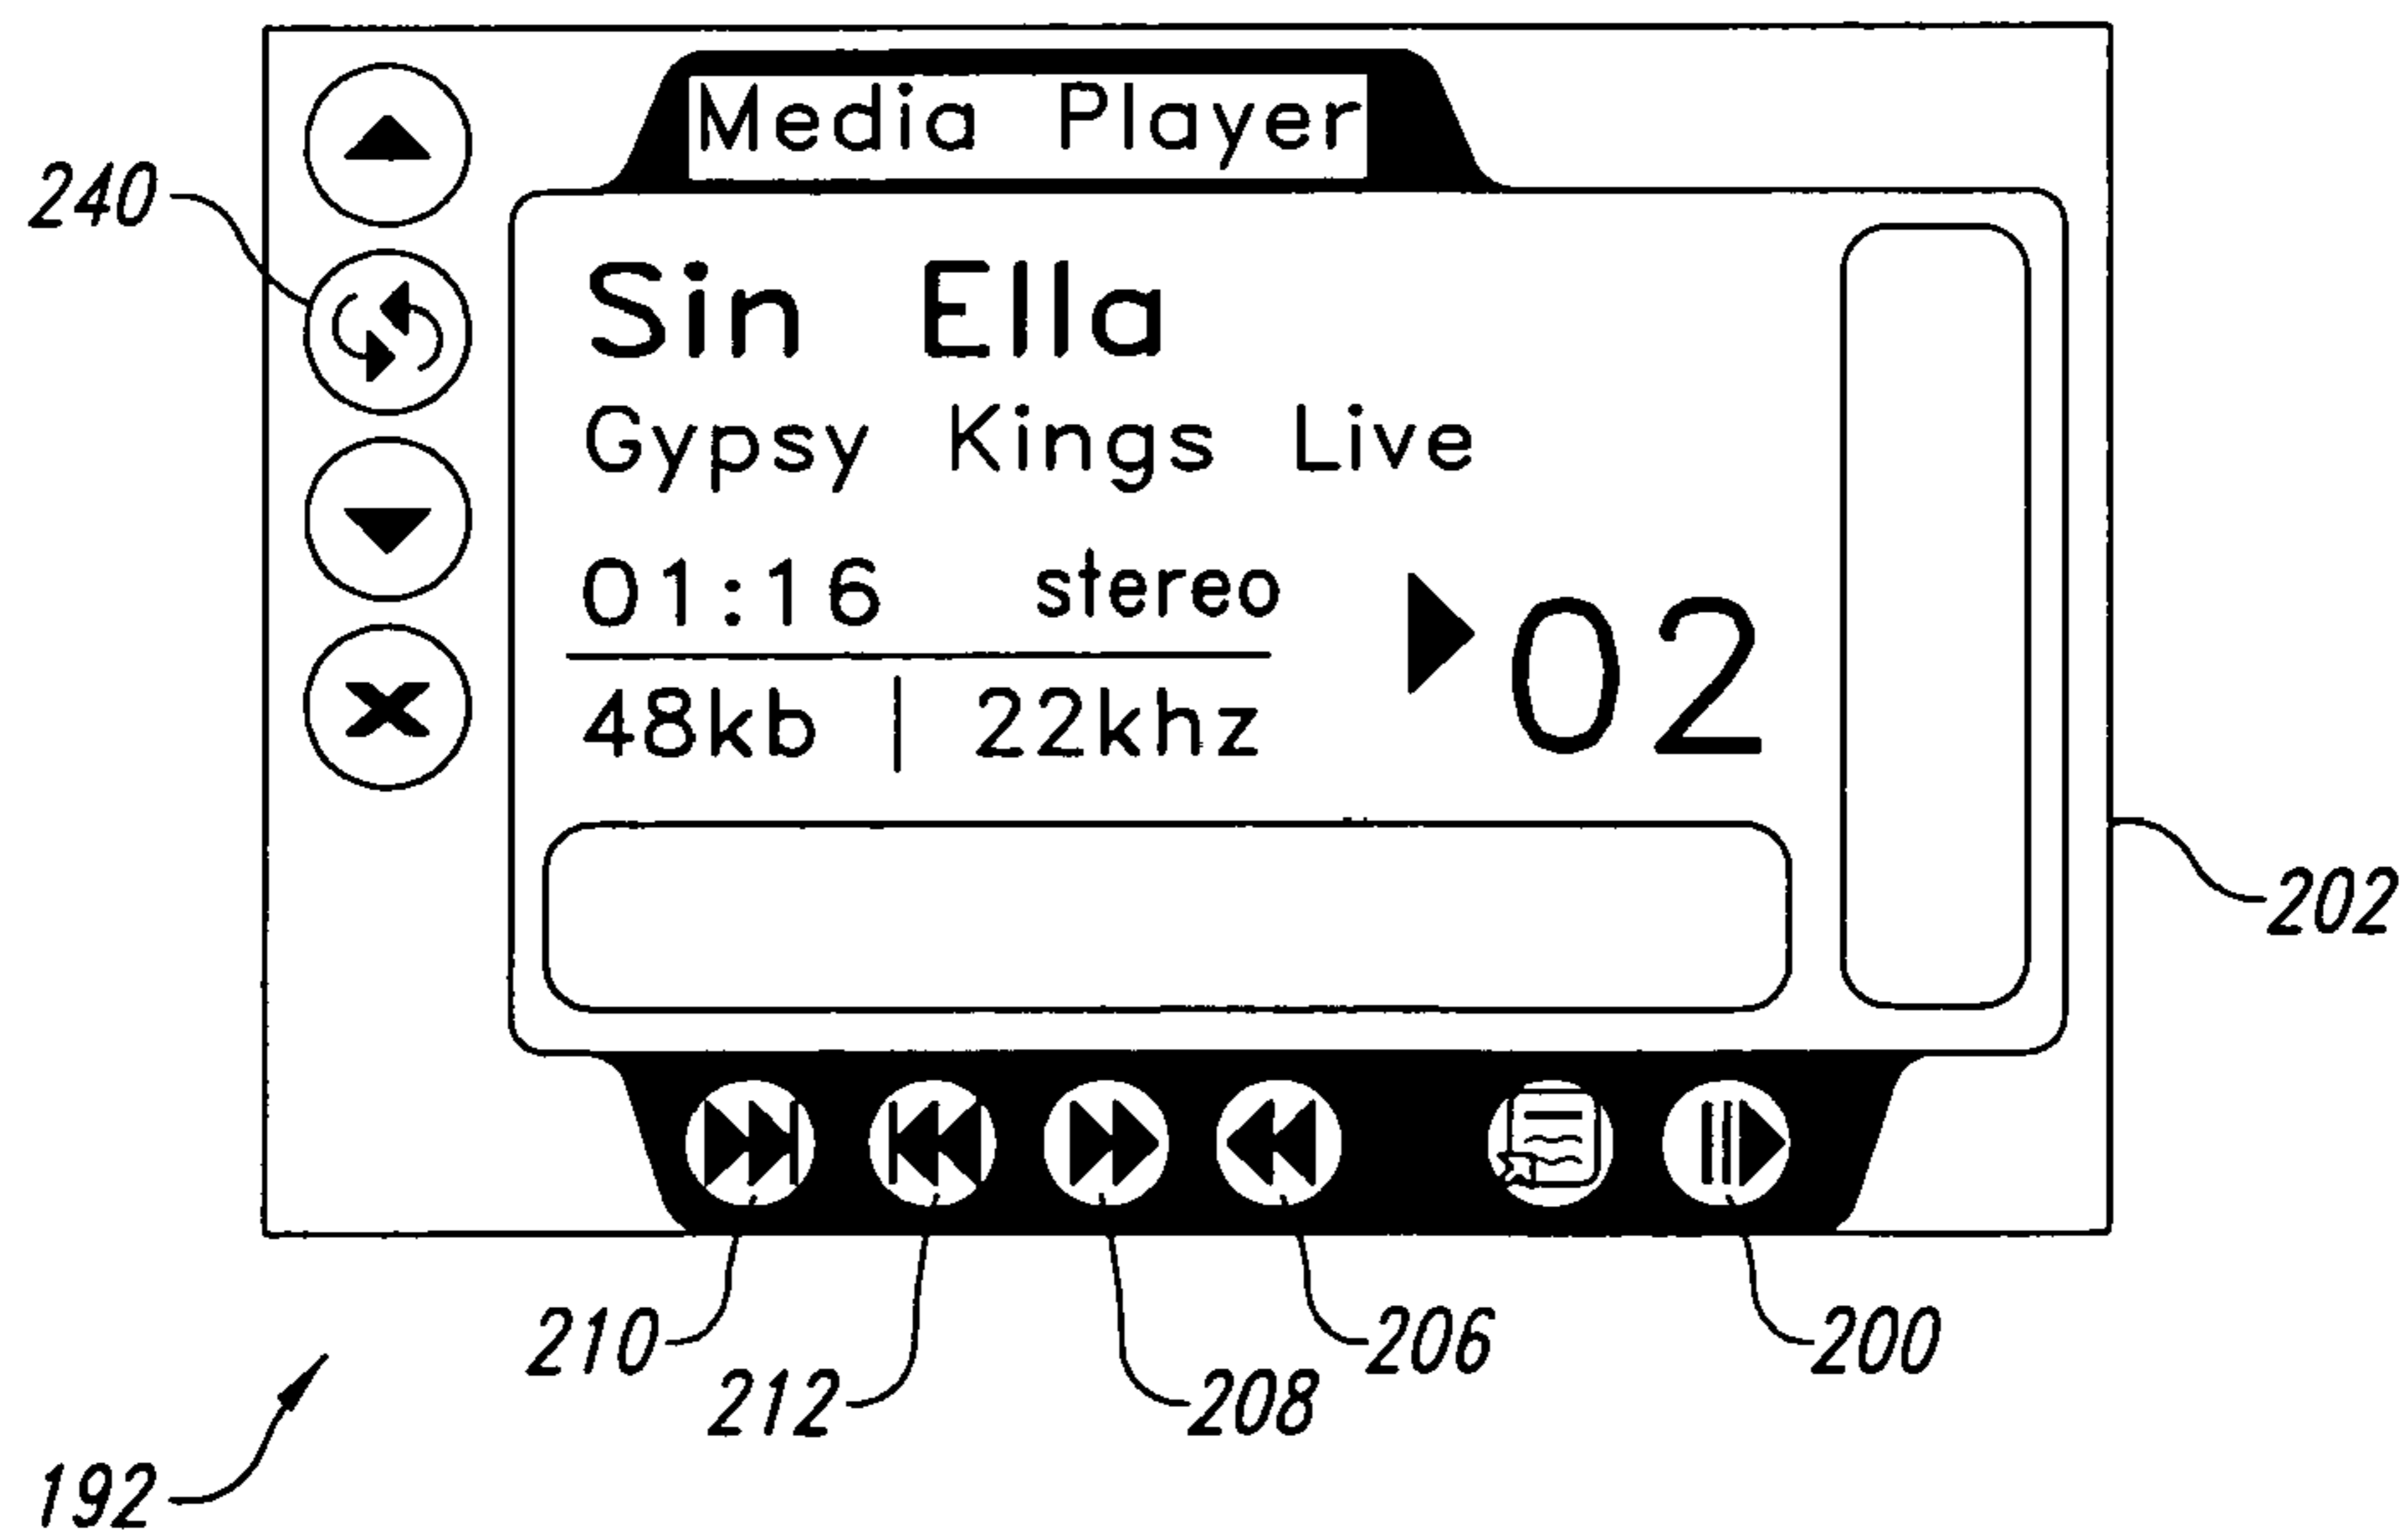 Media Player
240
Sin Ella
Gypsy Kings Live
01:16 stereo
02
48kb | 22khz
202
210
206
200
212
208
192